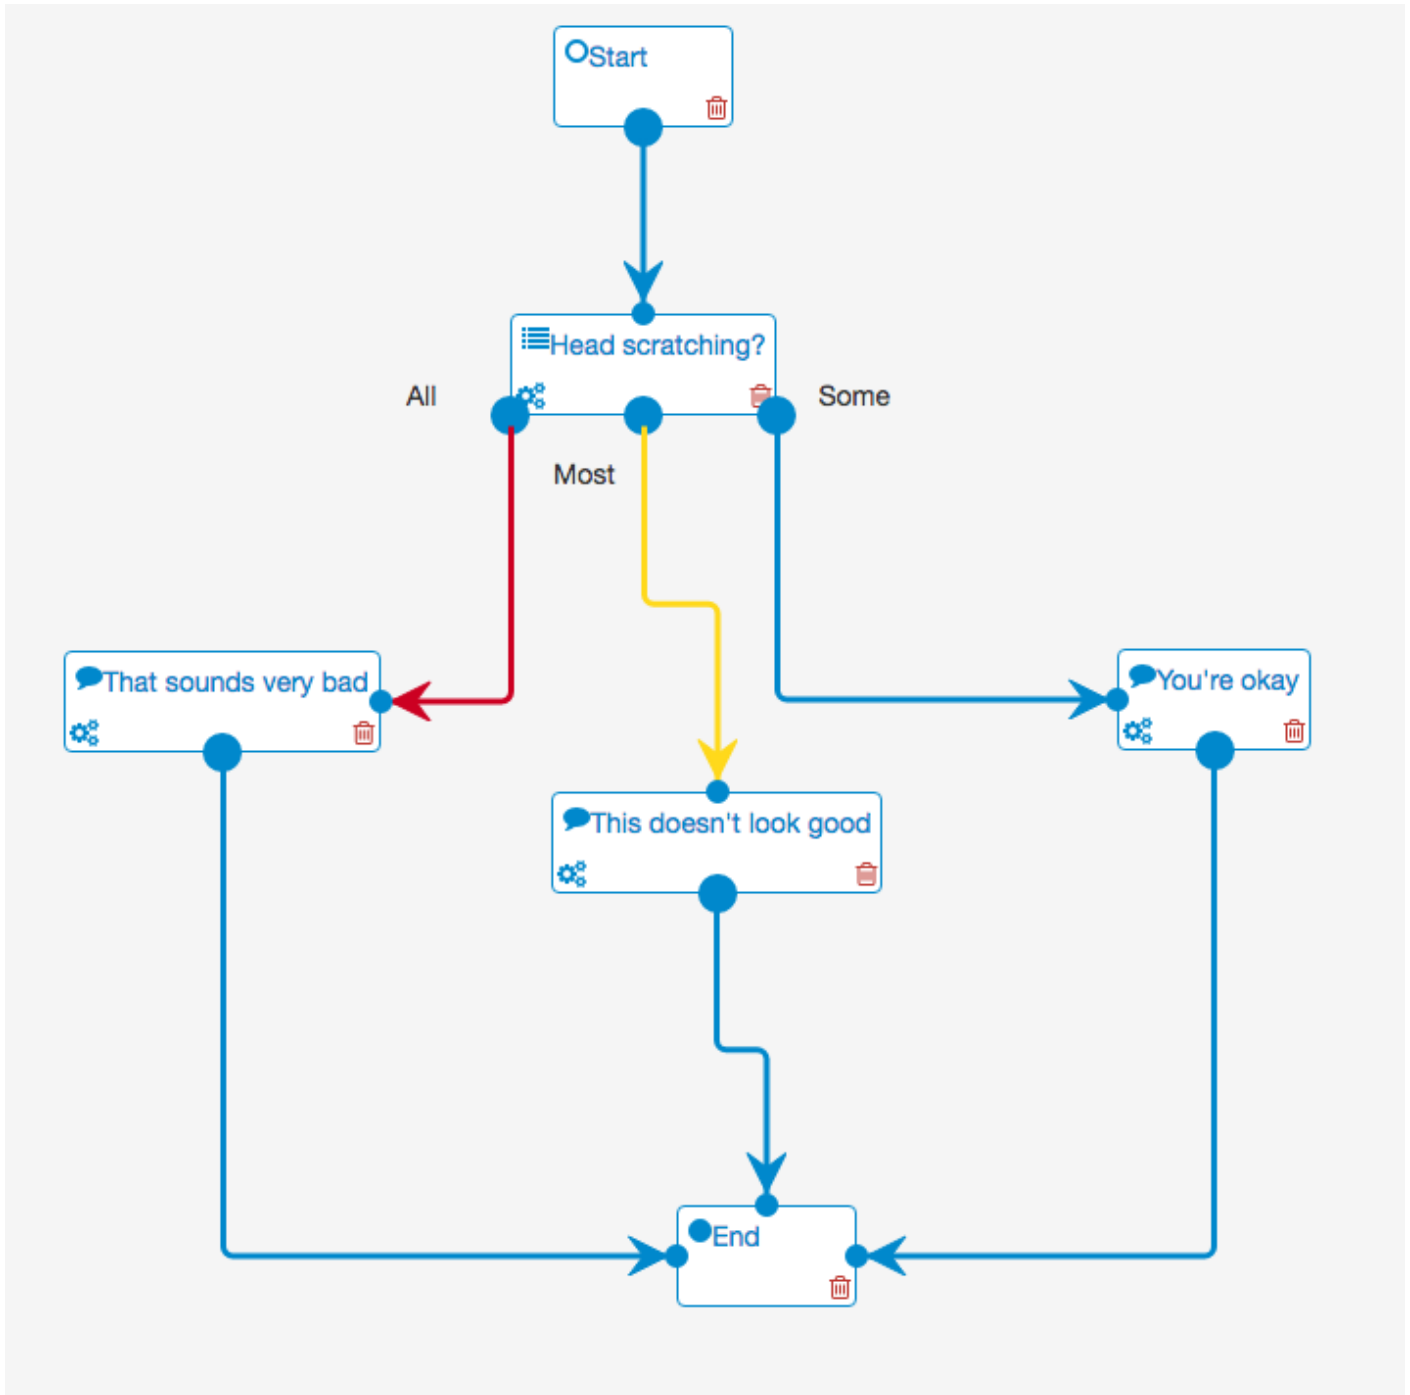 Start
Head scratching?
All
Some
Most
That sounds very bad
You're okay
This doesn't look good
End